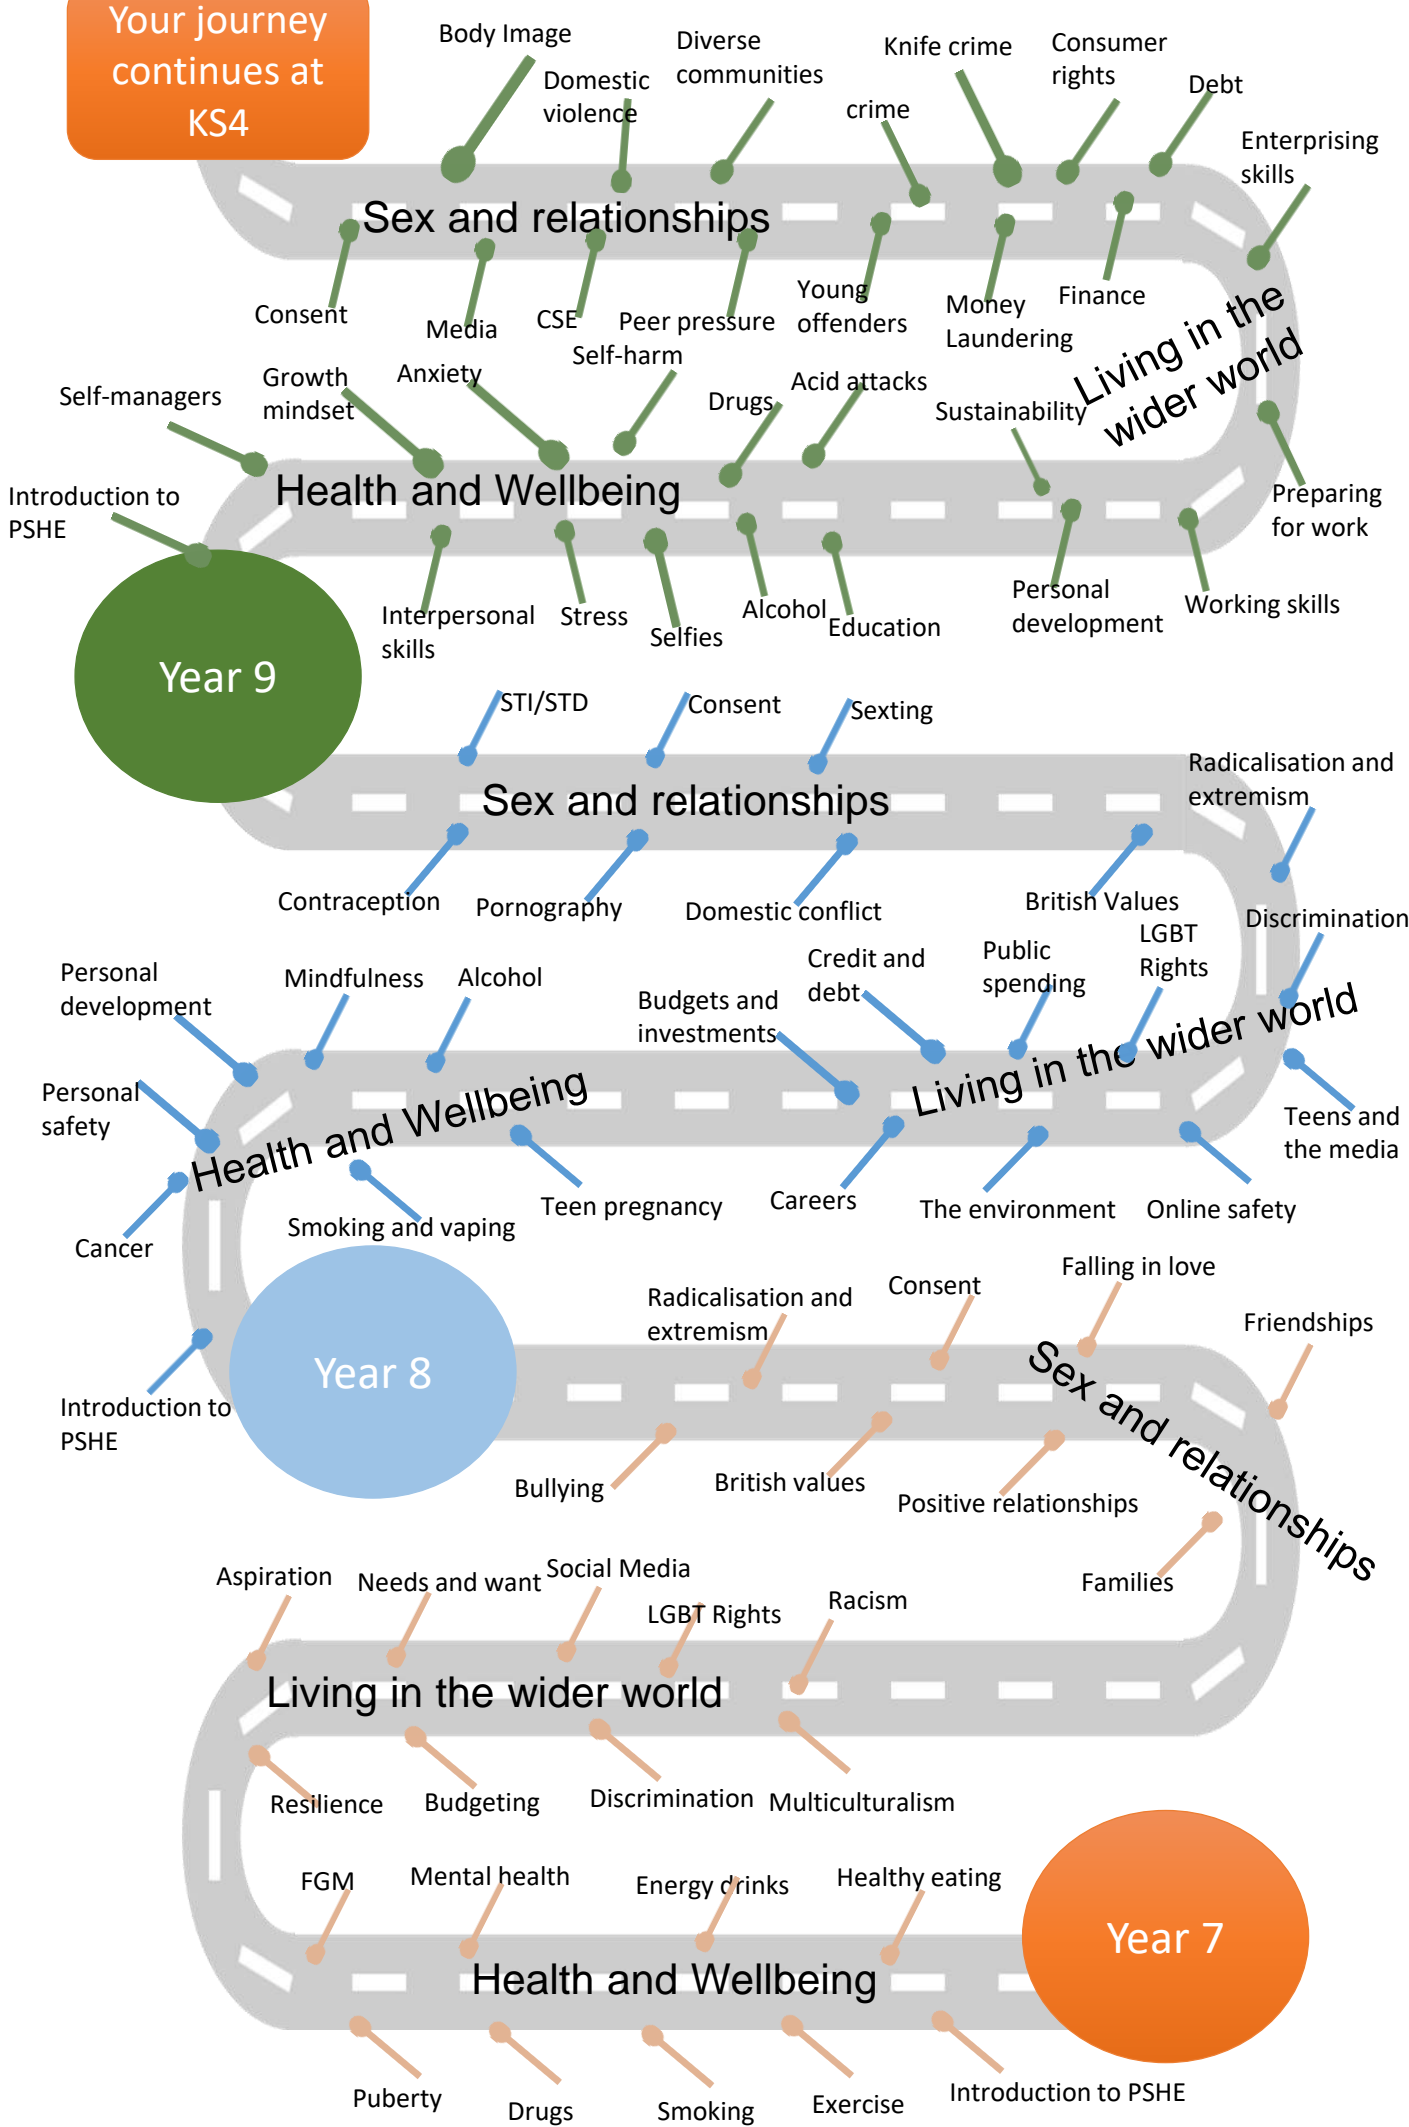 Your journey
continues at
KS4
Body Image
Domestic
violence
Diverse
communities
crime
Knife crime
Consumer
rights
Debt
Enterprising
skills
Sex and relationships
Consent
Media
CSE
Peer pressure
Young
offenders
Money
Laundering
Finance
Living in the
wider world
Self-managers
Growth
mindset
Anxiety
Self-harm
Drugs
Acid attacks
Sustainability
Introduction to
PSHE
Health and Wellbeing
Preparing
for work
Interpersonal
skills
Stress
Selfies
Alcohol
Education
Personal
development
Working skills
Year 9
STI/STD
Consent
Sexting
Radicalisation and
extremism
Sex and relationships
Contraception
Pornography
Domestic conflict
British Values
Discrimination
Personal
development
Mindfulness
Alcohol
Budgets and
investments
Credit and
debt
Public
spending
LGBT
Rights
Living in the wider world
Personal
safety
Health and Wellbeing
Teens and
the media
Cancer
Smoking and vaping
Teen pregnancy
Careers
The environment
Online safety
Introduction to
PSHE
Year 8
Radicalisation and
extremism
Consent
Falling in love
Friendships
Sex and relationships
Bullying
British values
Positive relationships
Families
Aspiration
Needs and want
Social Media
LGBT Rights
Racism
Living in the wider world
Resilience
Budgeting
Discrimination
Multiculturalism
FGM
Mental health
Energy drinks
Healthy eating
Year 7
Health and Wellbeing
Puberty
Drugs
Smoking
Exercise
Introduction to PSHE